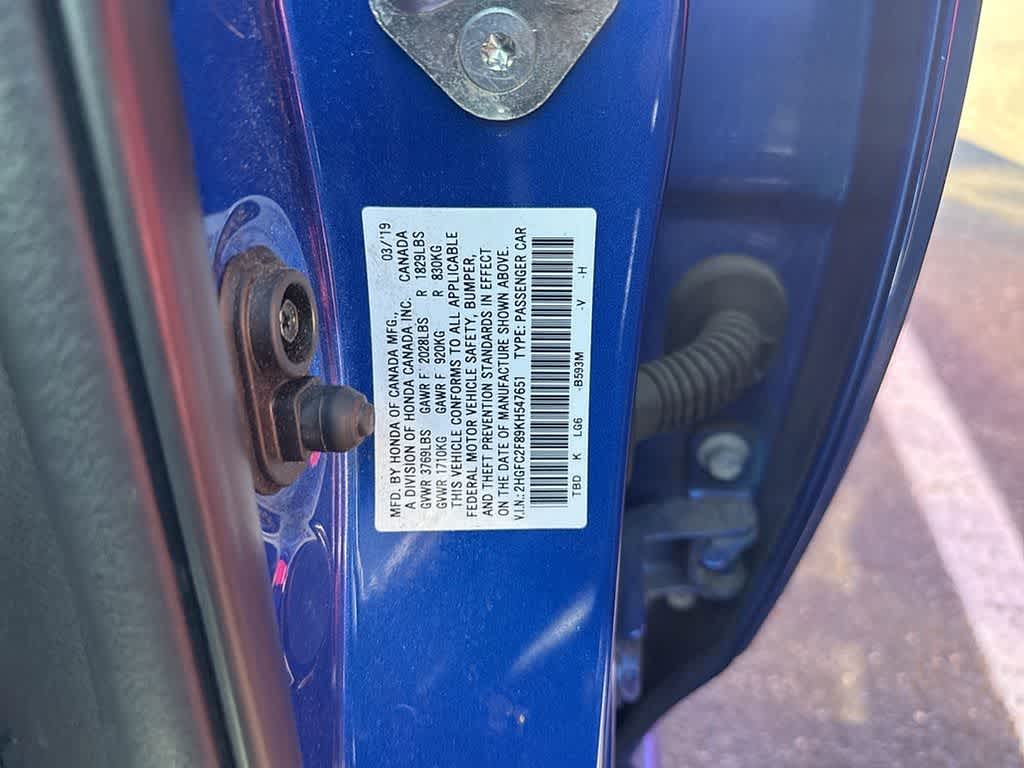 MFD. BY HONDA OF CANADA MFG., 03/'19
A DIVISION OF HONDA CANADA INC. CANADA
GVWR 3769LBS GAWR F 2028LBS R 1829LBS
GVWR 1710KG GAWR F 920KG R 830KG
THIS VEHICLE CONFORMS TO ALL APPLICABLE
FEDERAL MOTOR VEHICLE SAFETY, BUMPER,
AND THEFT PREVENTION STANDARDS IN EFFECT
ON THE DATE OF MANUFACTURE SHOWN ABOVE.
V.I.N.: 2HGFC2F89KH547651 TYPE: PASSENGER CAR
TBD K LG6 -B593M -V -H